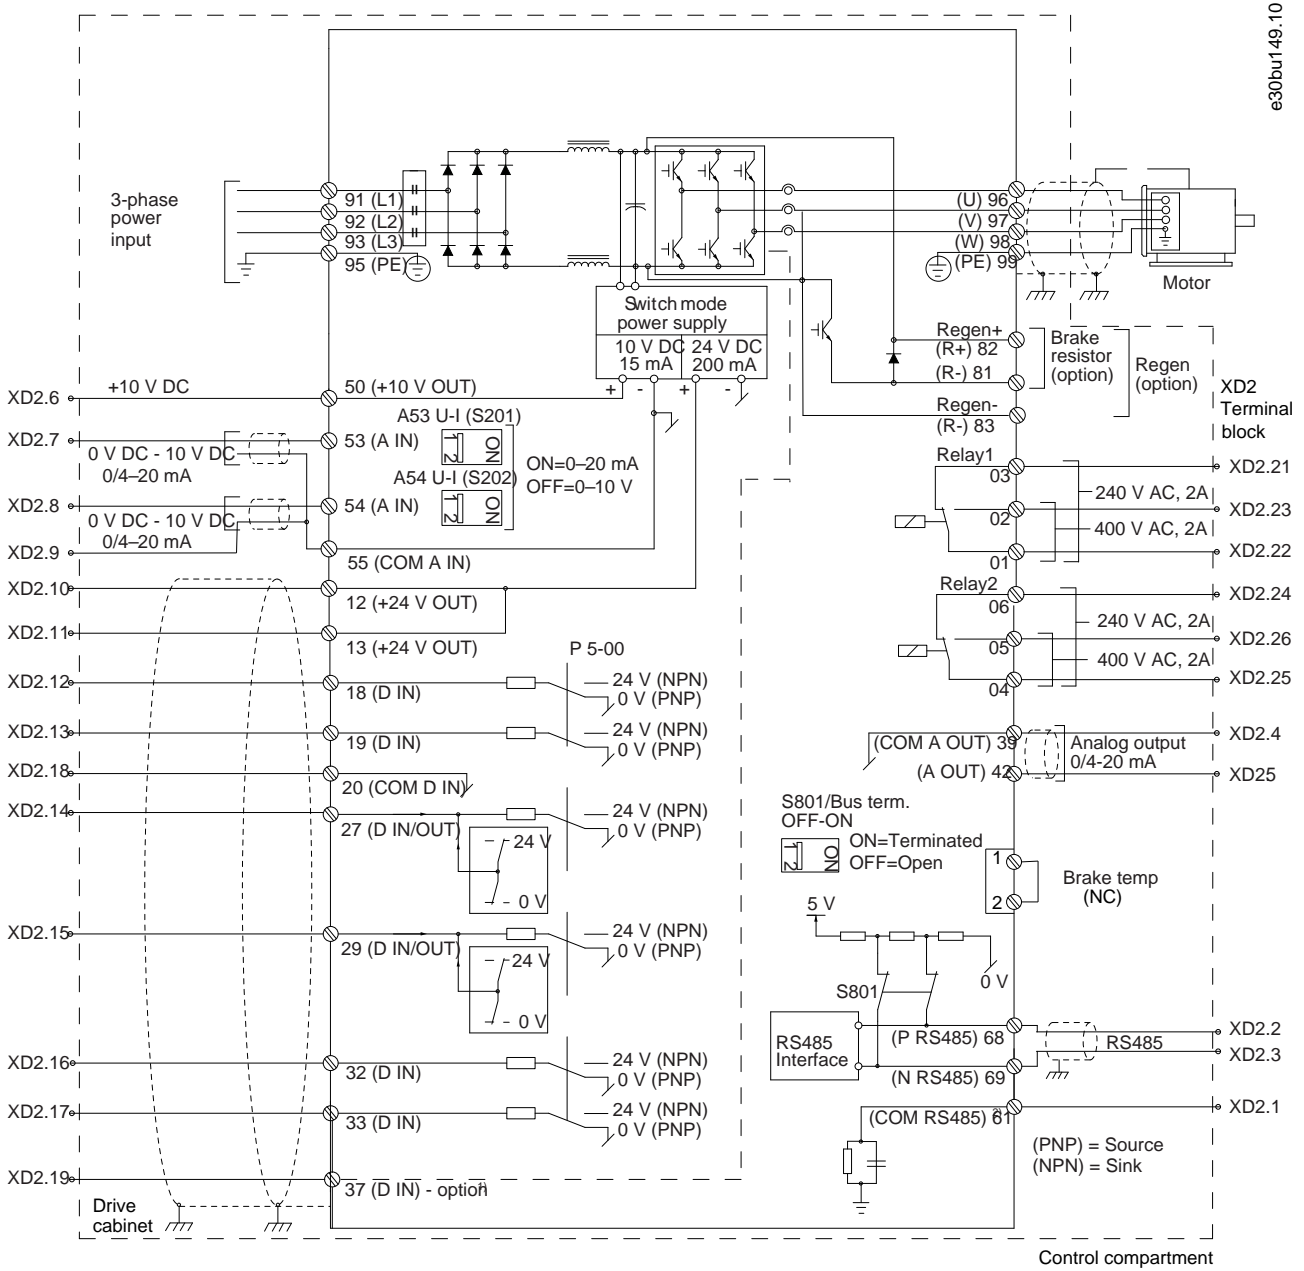 e30bu149.10
3-phase
power
input
91 (L1)
92 (L2)
93 (L3)
95 (PE)
(U) 96
(V) 97
(W) 98
(PE) 99
Motor
Switch mode
power supply
10 V DC
15 mA
24 V DC
200 mA
+ - + -
Regen+
(R+) 82
(R-) 81
Regen-
(R-) 83
Brake
resistor
(option)
Regen
(option)
XD2
Terminal
block
XD2.6
+10 V DC
50 (+10 V OUT)
A53 U-I (S201)
1 2
ON
XD2.7
0 V DC - 10 V DC
0/4–20 mA
53 (A IN)
A54 U-I (S202)
1 2
ON
ON=0–20 mA
OFF=0–10 V
XD2.8
0 V DC - 10 V DC
0/4–20 mA
54 (A IN)
XD2.9
55 (COM A IN)
XD2.10
12 (+24 V OUT)
XD2.11
13 (+24 V OUT)
P 5-00
XD2.12
18 (D IN)
24 V (NPN)
0 V (PNP)
XD2.13
19 (D IN)
24 V (NPN)
0 V (PNP)
XD2.18
20 (COM D IN)
XD2.14
27 (D IN/OUT)
24 V
0 V
24 V (NPN)
0 V (PNP)
XD2.15
29 (D IN/OUT)
24 V
0 V
24 V (NPN)
0 V (PNP)
XD2.16
32 (D IN)
24 V (NPN)
0 V (PNP)
XD2.17
33 (D IN)
24 V (NPN)
0 V (PNP)
XD2.19
37 (D IN) - option
Drive
cabinet
Relay1
03
02
01
240 V AC, 2A
400 V AC, 2A
XD2.21
XD2.23
XD2.22
Relay2
06
05
04
240 V AC, 2A
400 V AC, 2A
XD2.24
XD2.26
XD2.25
(COM A OUT) 39
(A OUT) 42
Analog output
0/4-20 mA
XD2.4
XD25
S801/Bus term.
OFF-ON
1 2
ON
ON=Terminated
OFF=Open
1
2
Brake temp
(NC)
5 V
0 V
S801
RS485
Interface
(P RS485) 68
(N RS485) 69
(COM RS485) 61
RS485
XD2.2
XD2.3
XD2.1
(PNP) = Source
(NPN) = Sink
Control compartment